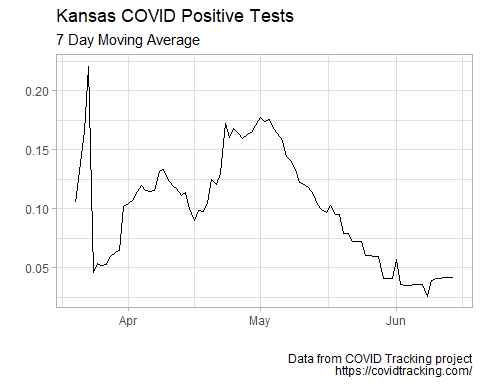 Kansas COVID Positive Tests
7 Day Moving Average
0.20
0.15
0.10
0.05
Apr May Jun
Data from COVID Tracking project
https://covidtracking.com/